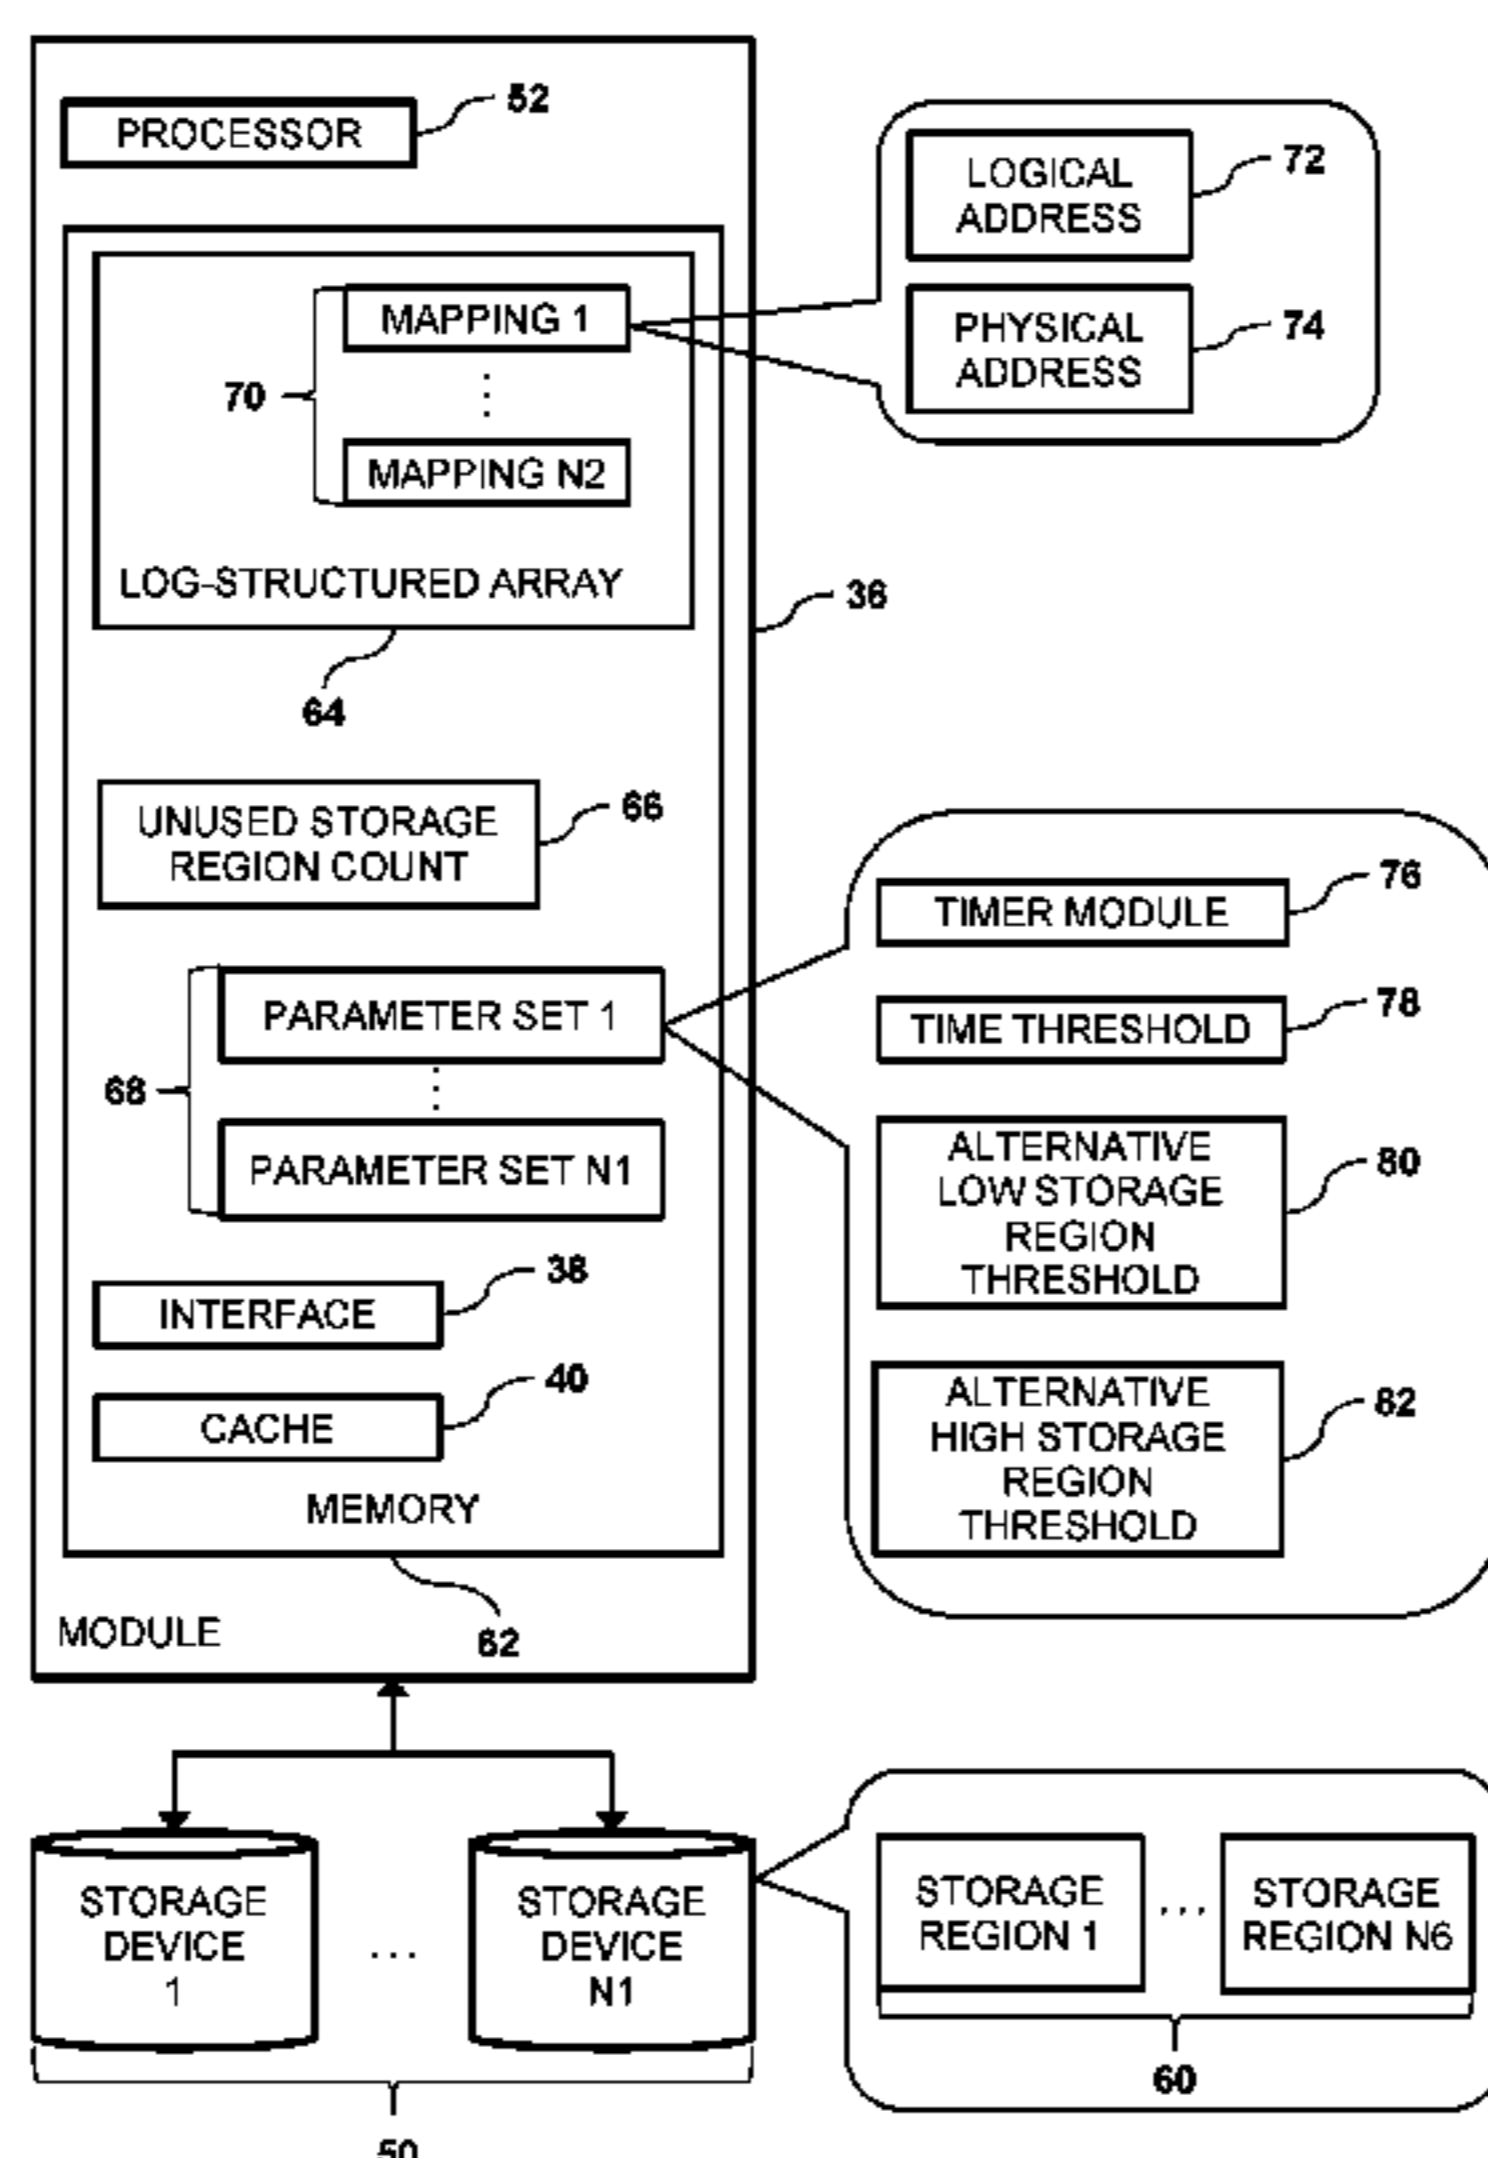 PROCESSOR
52
LOGICAL
ADDRESS
72
PHYSICAL
ADDRESS
74
MAPPING 1
⋮
MAPPING N2
70
LOG-STRUCTURED ARRAY
64
36
UNUSED STORAGE
REGION COUNT
66
PARAMETER SET 1
⋮
PARAMETER SET N1
68
TIMER MODULE
76
TIME THRESHOLD
78
ALTERNATIVE
LOW STORAGE
REGION
THRESHOLD
80
ALTERNATIVE
HIGH STORAGE
REGION
THRESHOLD
82
INTERFACE
38
CACHE
40
MEMORY
62
MODULE
STORAGE
DEVICE
1
...
STORAGE
DEVICE
N1
50
STORAGE
REGION 1
...
STORAGE
REGION N6
60